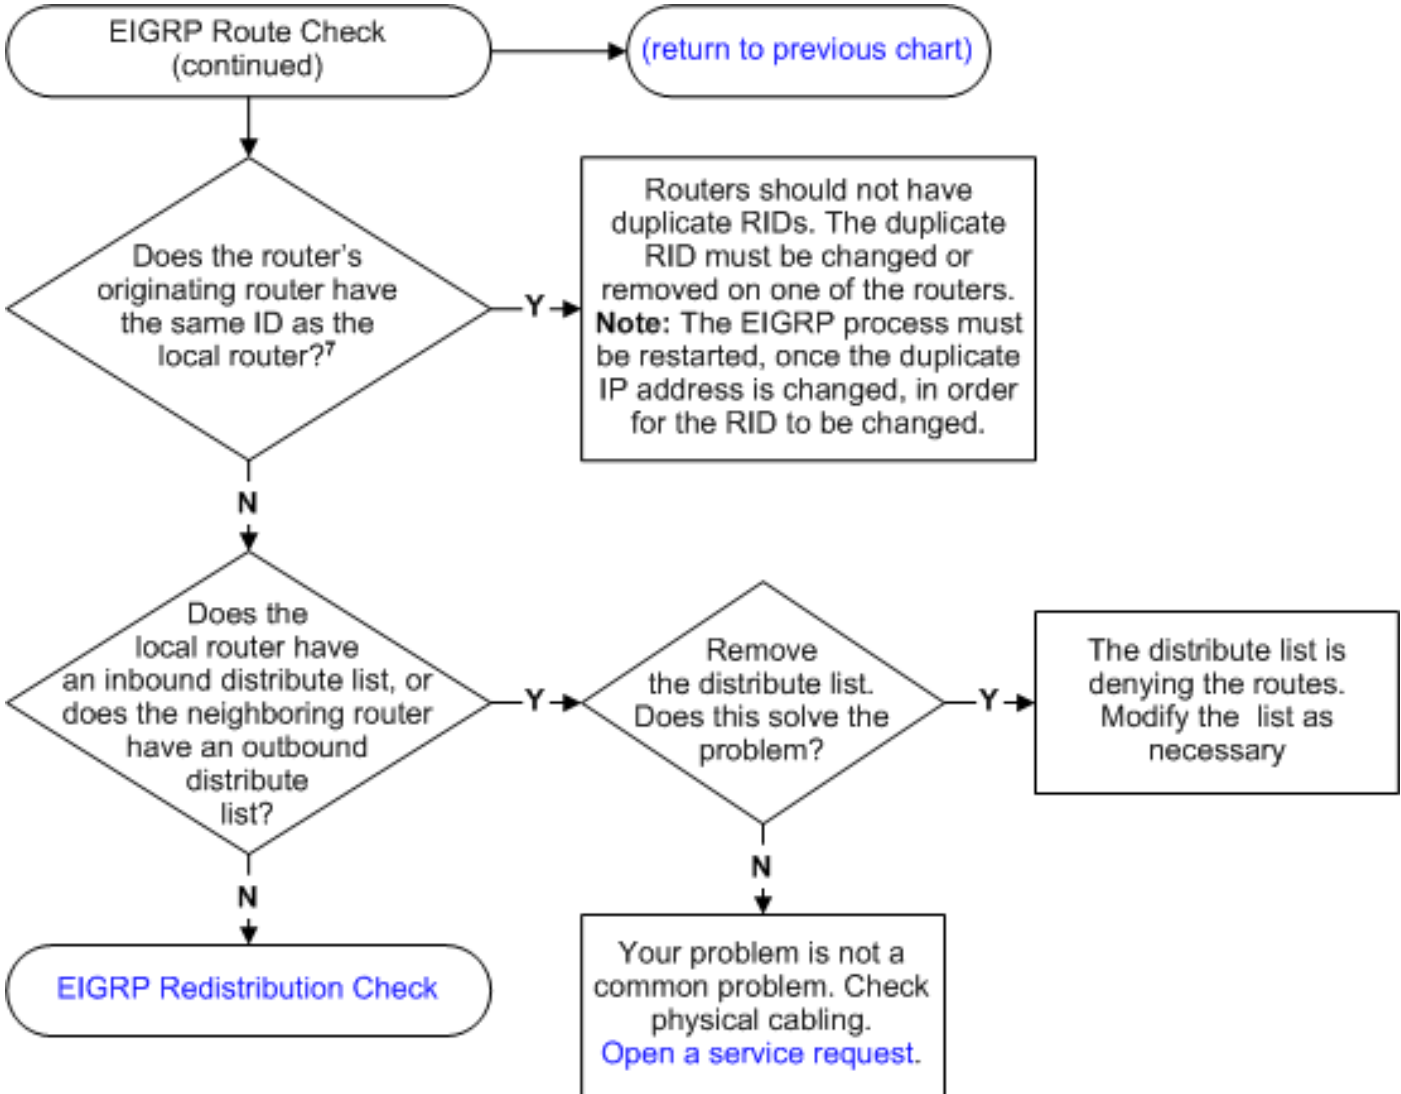 EIGRP Route Check
(continued)
(return to previous chart)
Does the router's
originating router have
the same ID as the
local router?⁷
Y
Routers should not have
duplicate RIDs. The duplicate
RID must be changed or
removed on one of the routers.
Note: The EIGRP process must
be restarted, once the duplicate
IP address is changed, in order
for the RID to be changed.
N
Does the
local router have
an inbound distribute list, or
does the neighboring router
have an outbound
distribute
list?
Y
Remove
the distribute list.
Does this solve the
problem?
Y
The distribute list is
denying the routes.
Modify the list as
necessary
N
EIGRP Redistribution Check
N
Your problem is not a
common problem. Check
physical cabling.
Open a service request.